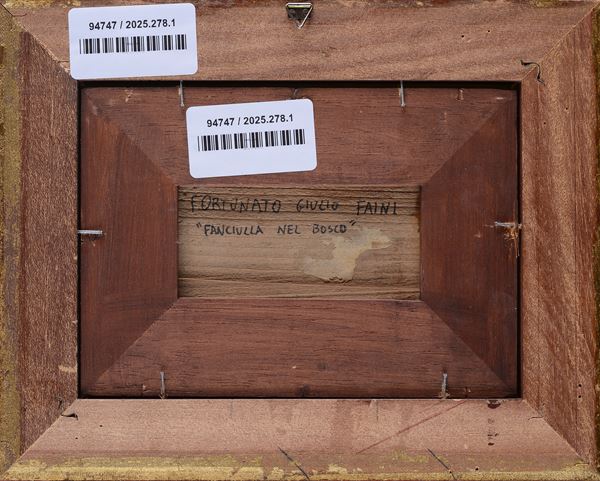 94747 / 2025.278.1
94747 / 2025.278.1
FORTUNATO GIULIO FAINI
"FANCIULLA NEL BOSCO"